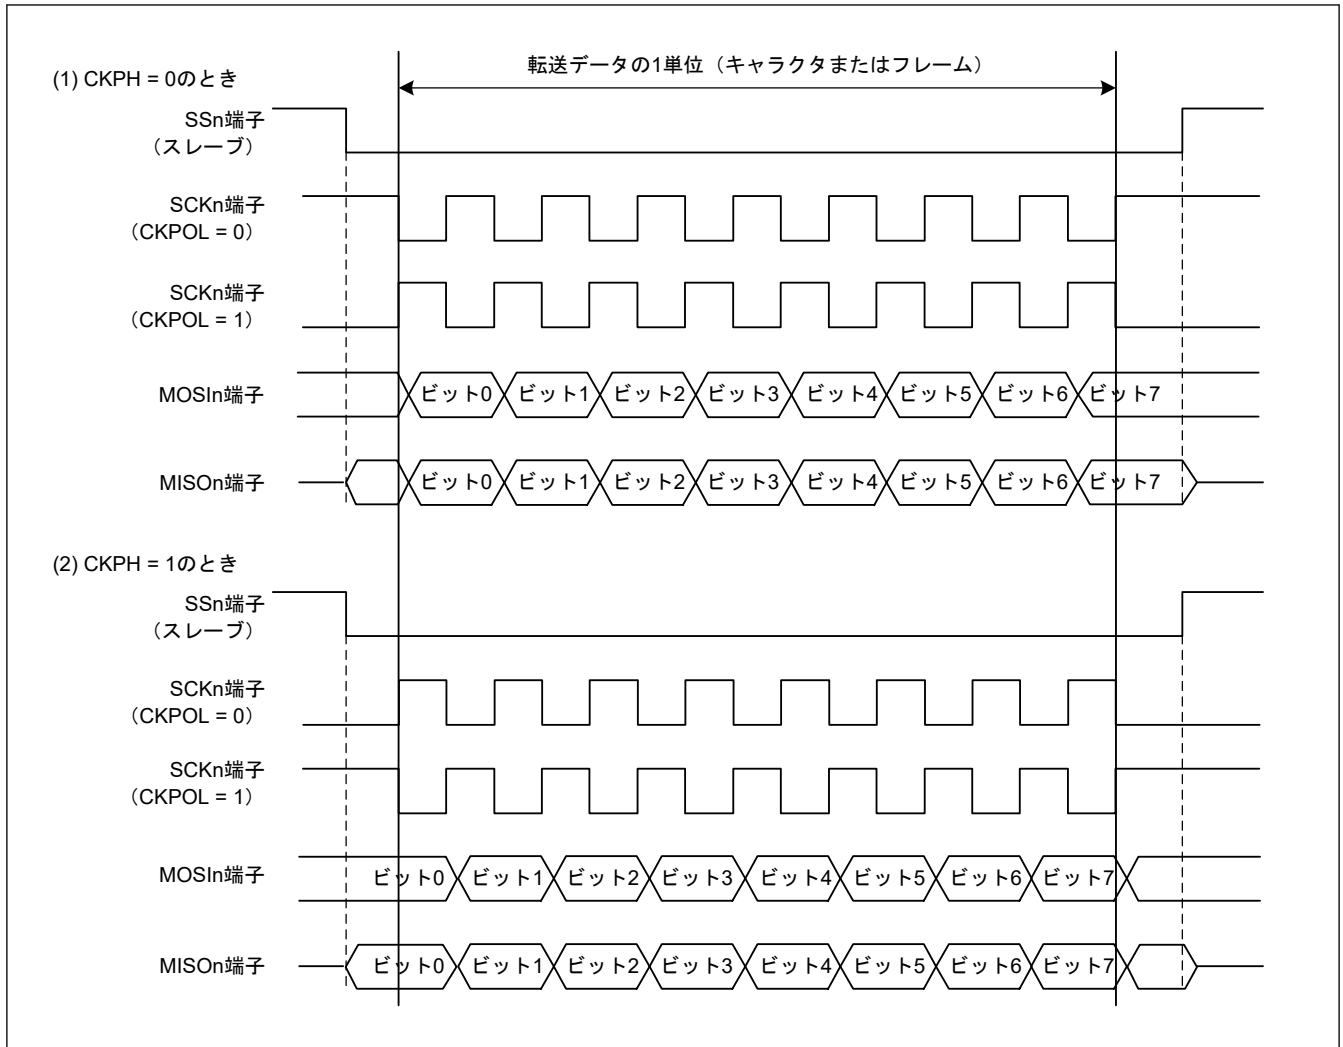 転送データの1単位（キャラクタまたはフレーム）
(1) CKPH = 0のとき
SSn端子
（スレーブ）
SCKn端子
（CKPOL = 0）
SCKn端子
（CKPOL = 1）
MOSIn端子 ビット0 ビット1 ビット2 ビット3 ビット4 ビット5 ビット6 ビット7
MISOn端子 ビット0 ビット1 ビット2 ビット3 ビット4 ビット5 ビット6 ビット7
(2) CKPH = 1のとき
SSn端子
（スレーブ）
SCKn端子
（CKPOL = 0）
SCKn端子
（CKPOL = 1）
MOSIn端子 ビット0 ビット1 ビット2 ビット3 ビット4 ビット5 ビット6 ビット7
MISOn端子 ビット0 ビット1 ビット2 ビット3 ビット4 ビット5 ビット6 ビット7